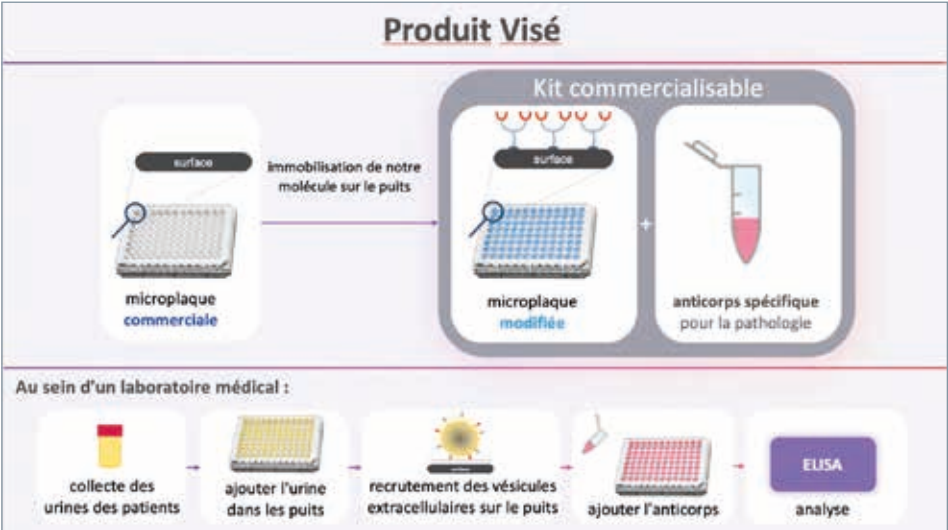 Produit Visé
Kit commercialisable
surface
immobilisation de notre
molécule sur le puits
surface
+
microplaque
commerciale
microplaque
modifiée
anticorps spécifique
pour la pathologie
Au sein d'un laboratoire médical :
collecte des
urines des patients
ajouter l'urine
dans les puits
surface
recrutement des vésicules
extracellulaires sur le puits
ajouter l'anticorps
ELISA
analyse